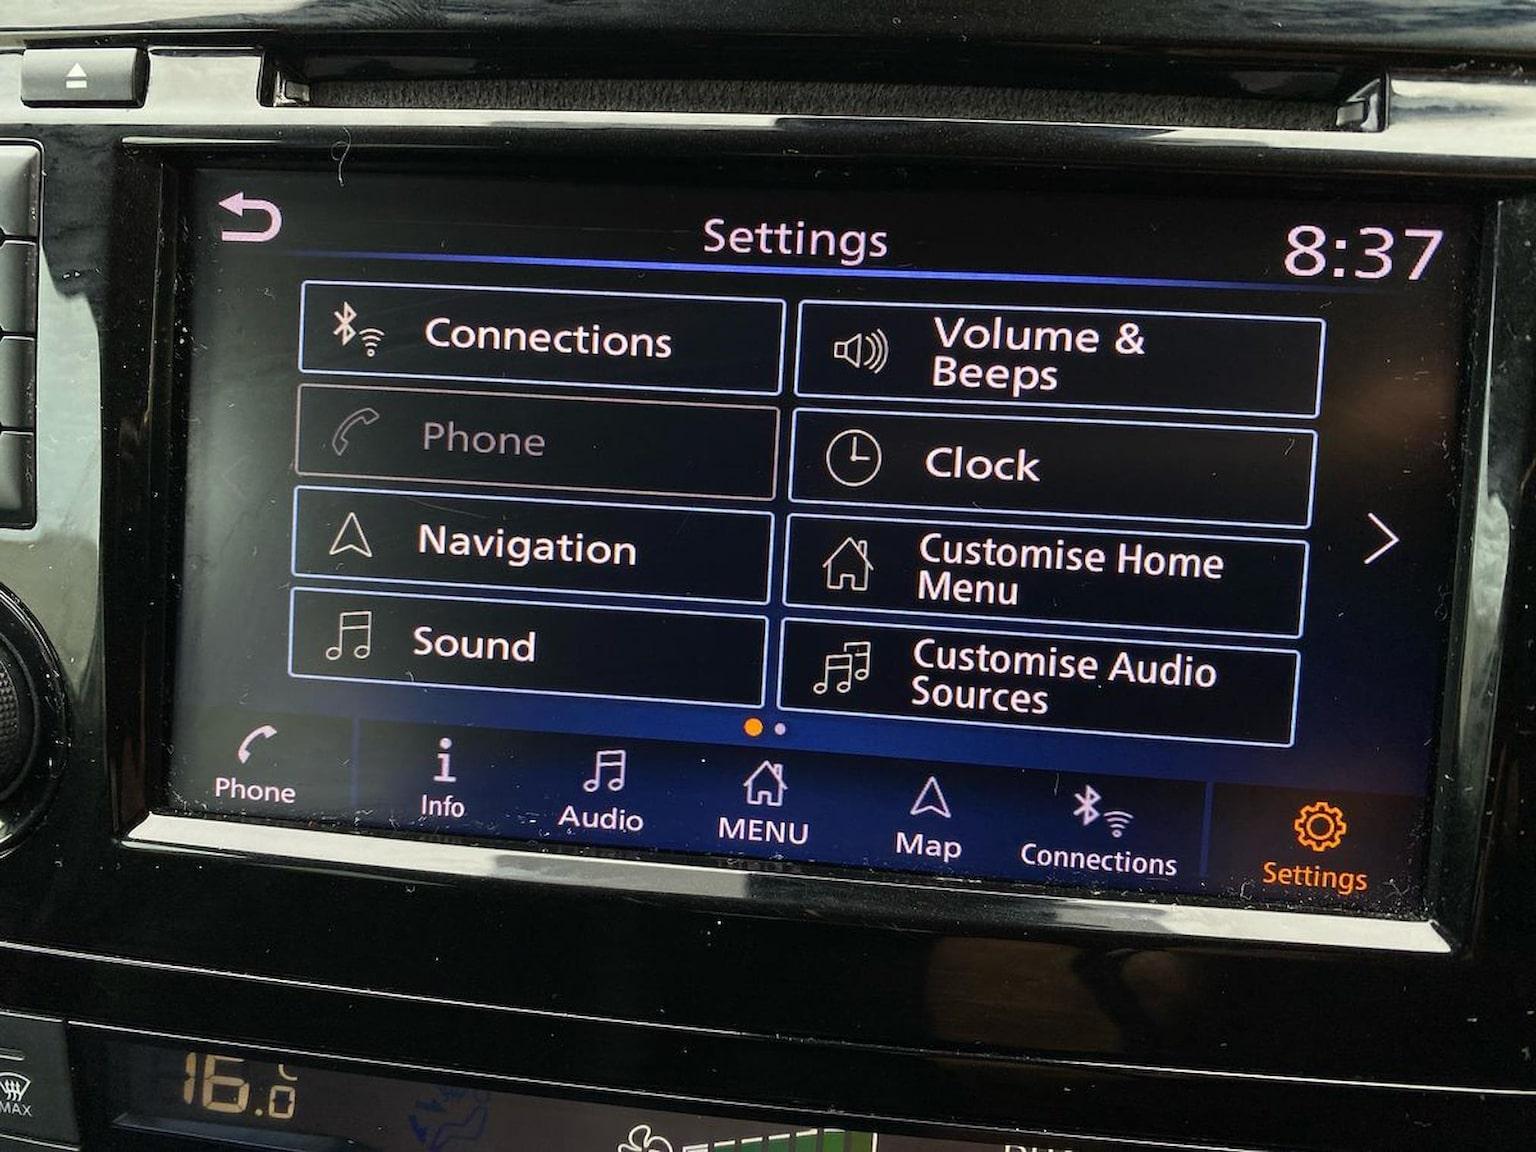 Settings
8:37
Connections
Volume &
Beeps
Phone
Clock
Navigation
Customise Home
Menu
Sound
Customise Audio
Sources
Phone
Info
Audio
MENU
Map
Connections
Settings
16.0
MAX